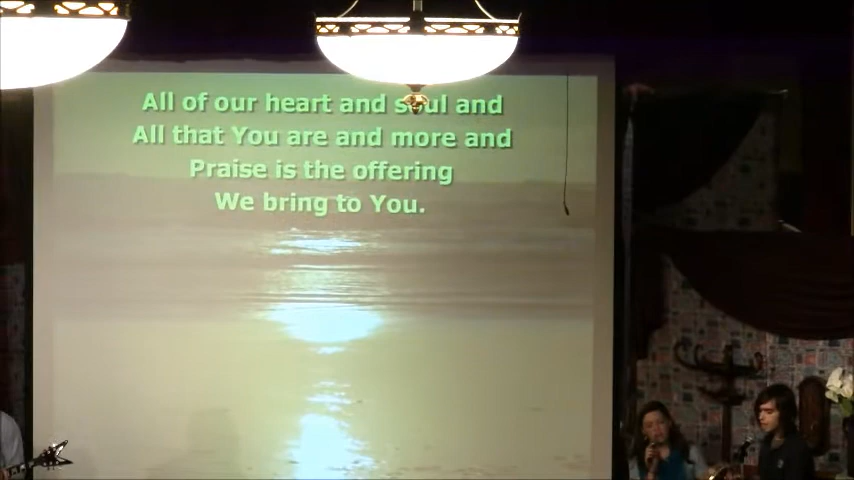 All of our heart and soul and
All that You are and more and
Praise is the offering
We bring to You.